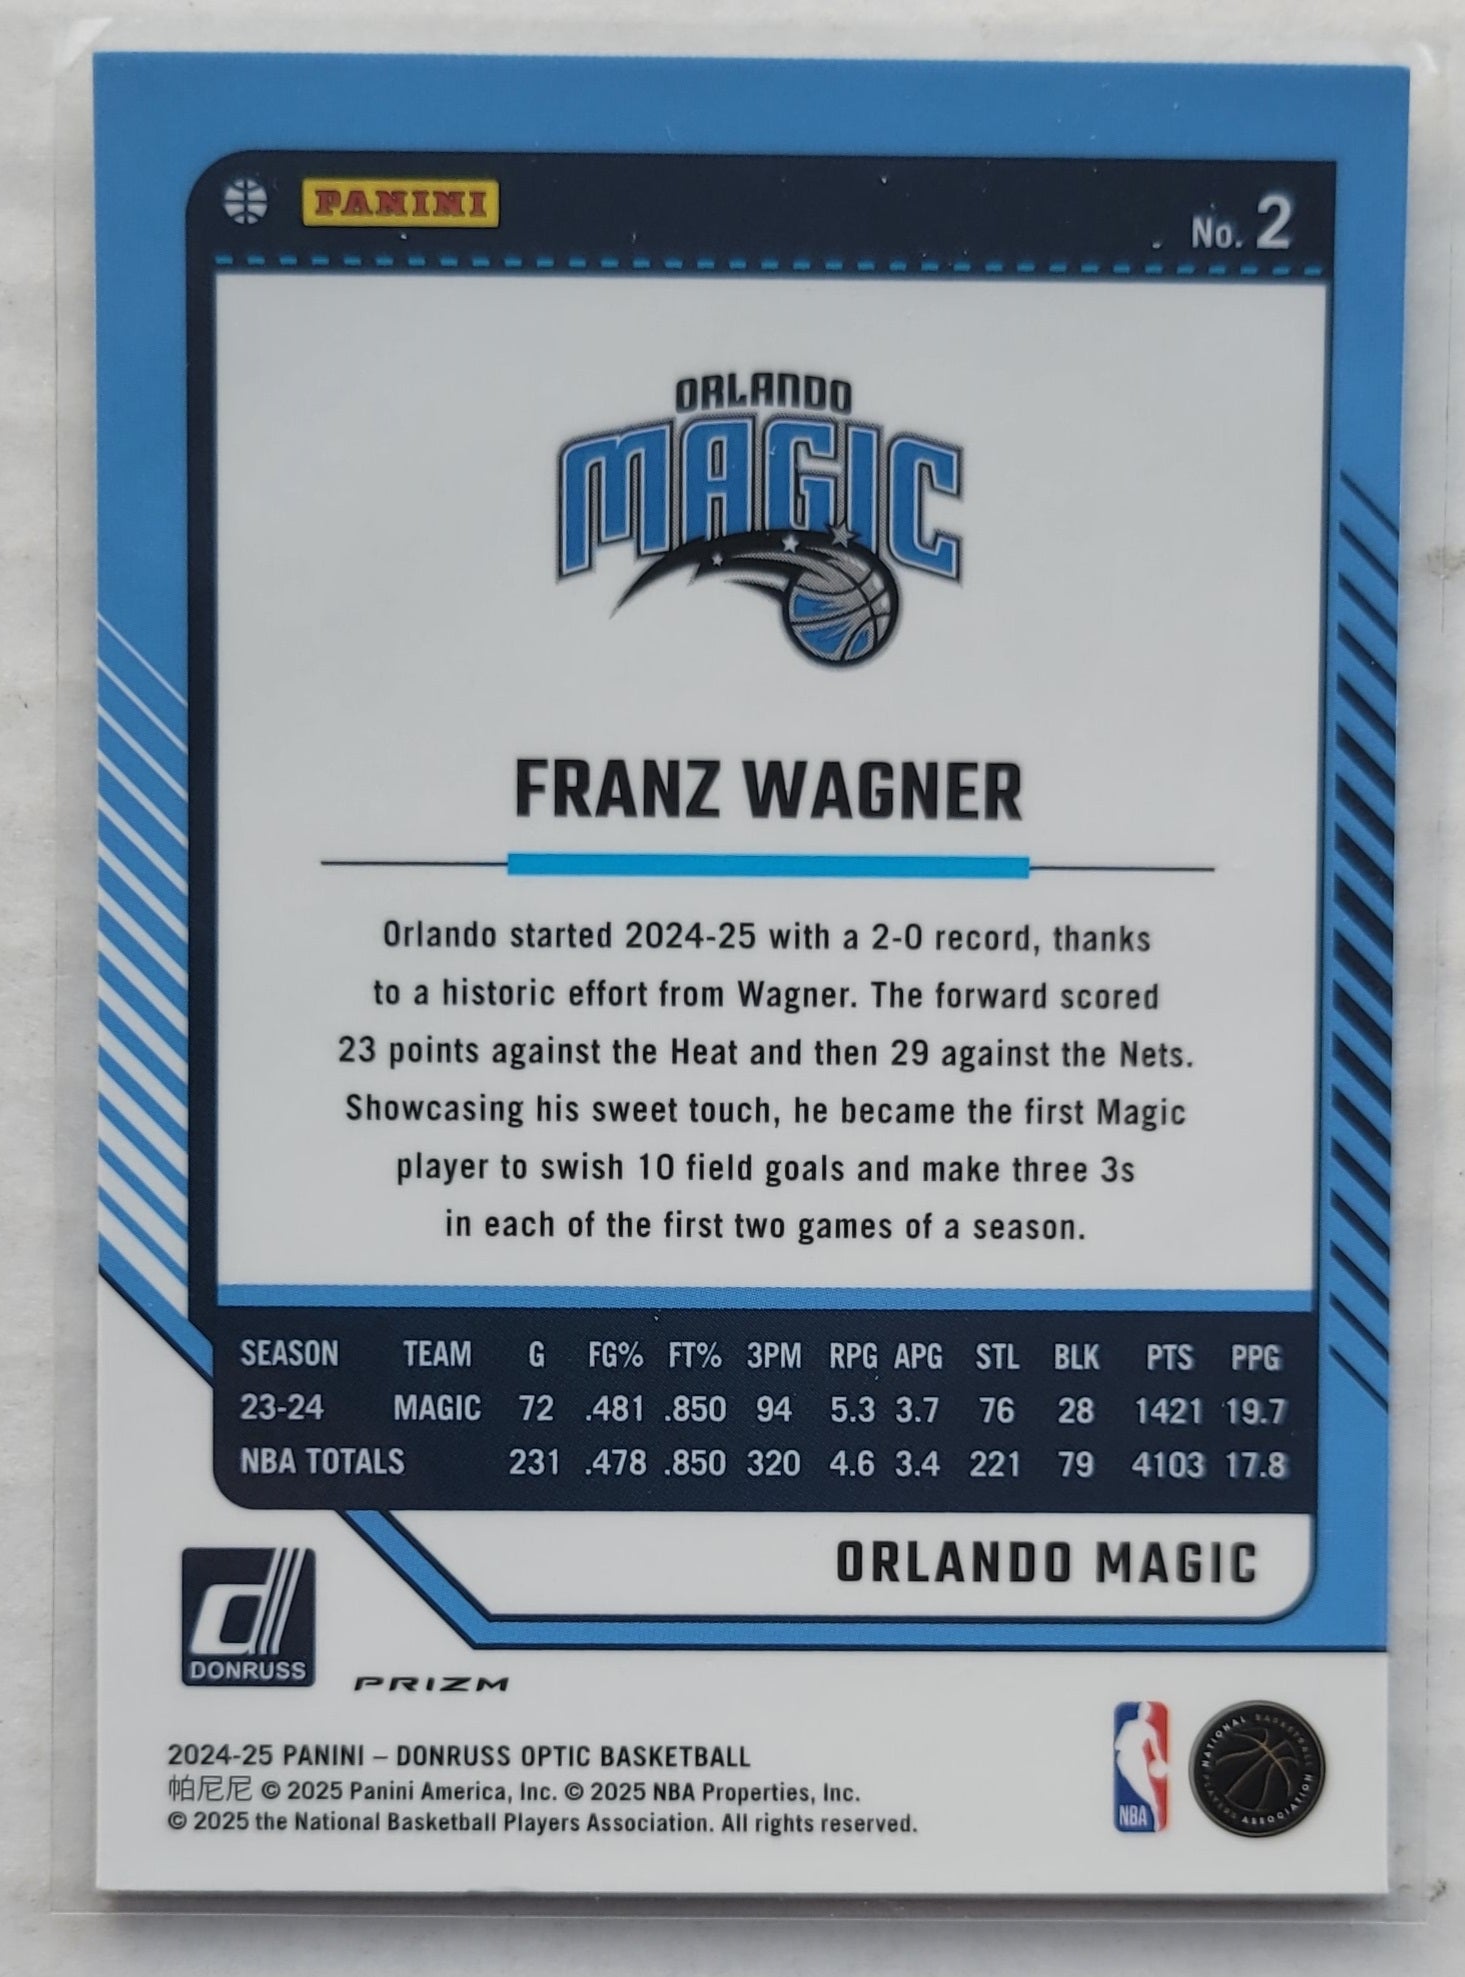 PANINI
No. 2
ORLANDO
MAGIC
FRANZ WAGNER
Orlando started 2024-25 with a 2-0 record, thanks
to a historic effort from Wagner. The forward scored
23 points against the Heat and then 29 against the Nets.
Showcasing his sweet touch, he became the first Magic
player to swish 10 field goals and make three 3s
in each of the first two games of a season.
SEASON TEAM G FG% FT% 3PM RPG APG STL BLK PTS PPG
23-24 MAGIC 72 .481 .850 94 5.3 3.7 76 28 1421 19.7
NBA TOTALS 231 .478 .850 320 4.6 3.4 221 79 4103 17.8
ORLANDO MAGIC
d
DONRUSS
PRIZM
2024-25 PANINI – DONRUSS OPTIC BASKETBALL
帕尼尼 © 2025 Panini America, Inc. © 2025 NBA Properties, Inc.
© 2025 the National Basketball Players Association. All rights reserved.
NBA
NATIONAL BASKETBALL PLAYERS ASSOCIATION